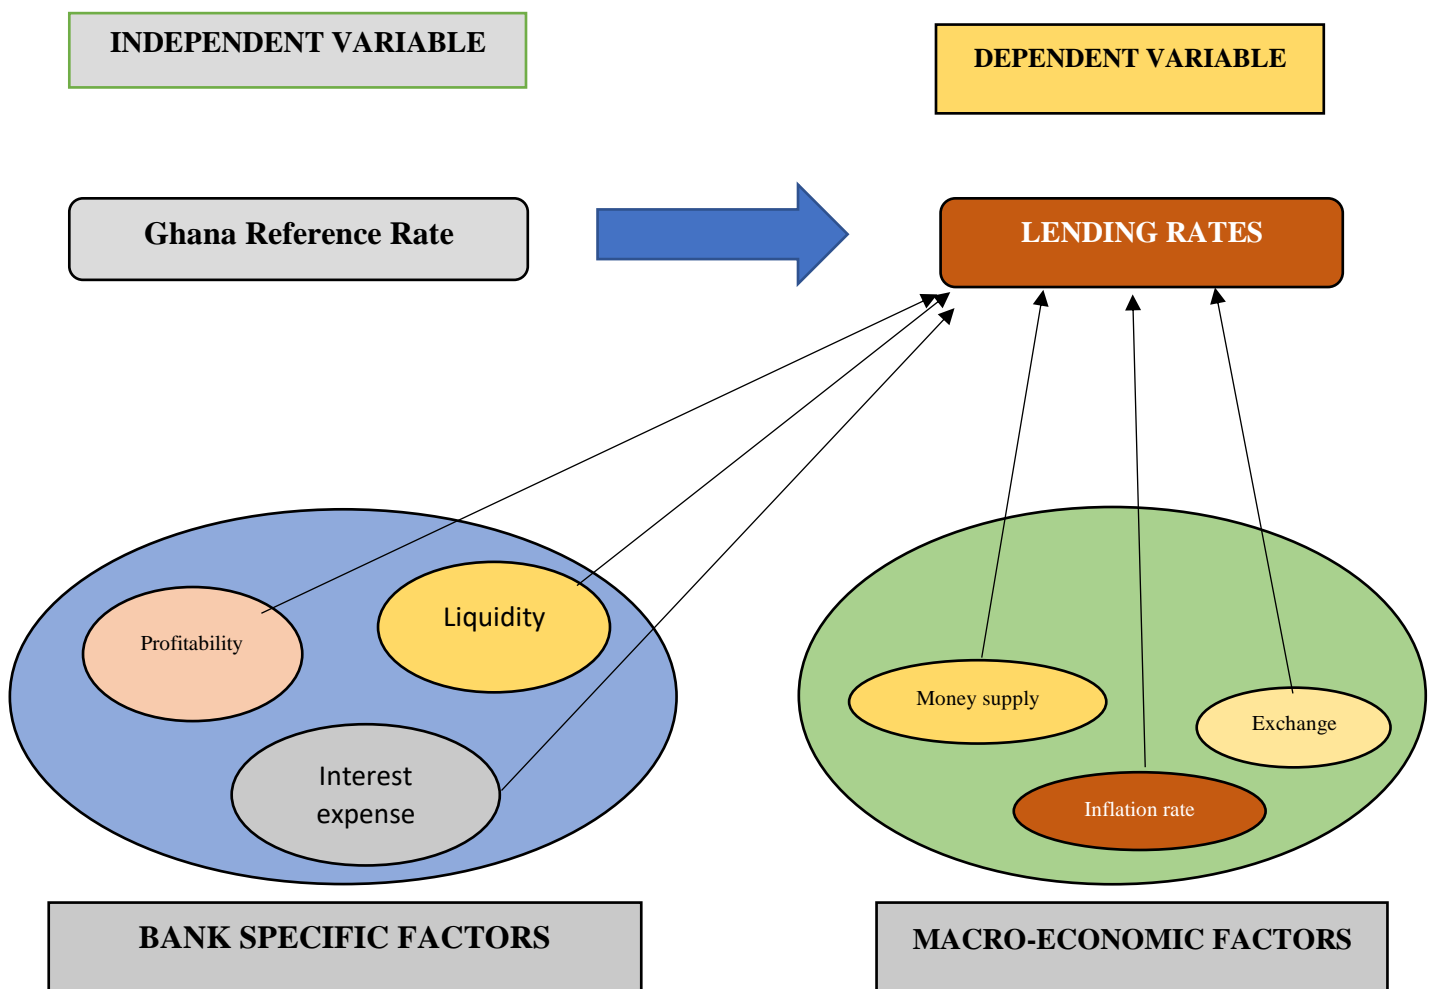 INDEPENDENT VARIABLE
DEPENDENT VARIABLE
Ghana Reference Rate
LENDING RATES
Profitability
Liquidity
Interest
expense
Money supply
Exchange
Inflation rate
BANK SPECIFIC FACTORS
MACRO-ECONOMIC FACTORS